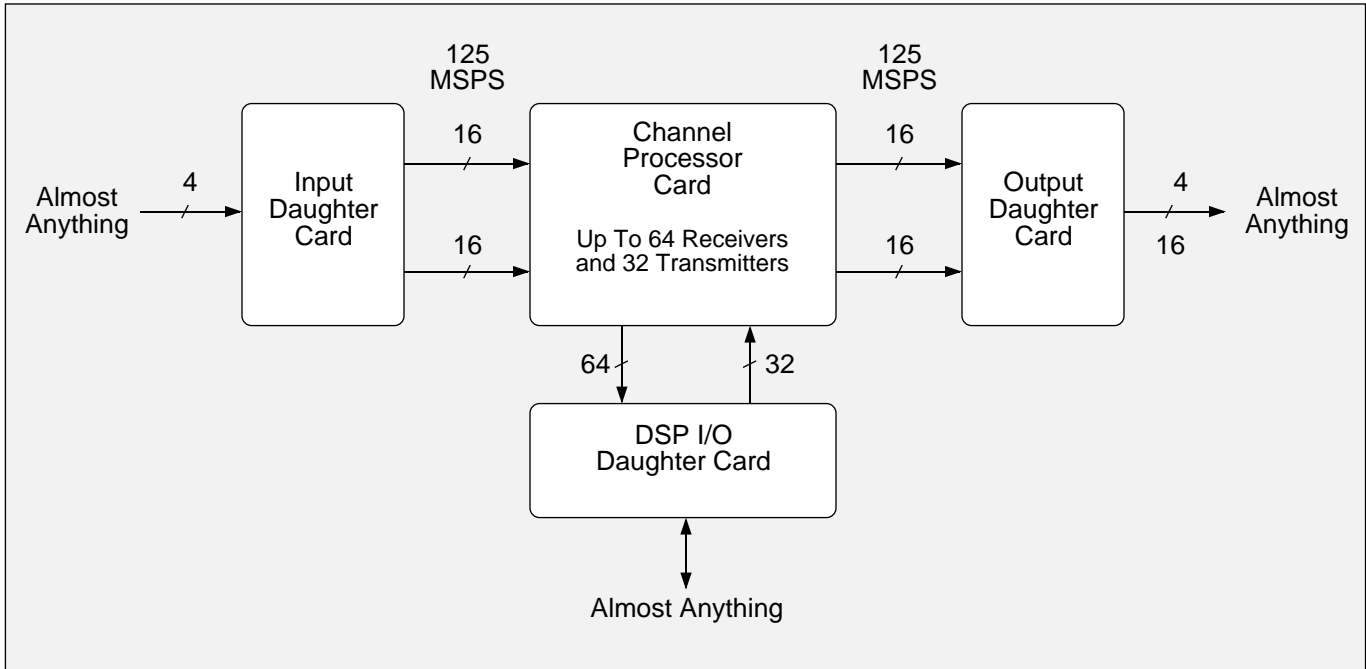 125
MSPS
125
MSPS
16
16
Channel
Processor
Card
4
Almost
Anything
Input
Daughter
Card
Output
Daughter
Card
4
16
Almost
Anything
Up To 64 Receivers
and 32 Transmitters
16
16
64
32
DSP I/O
Daughter Card
Almost Anything